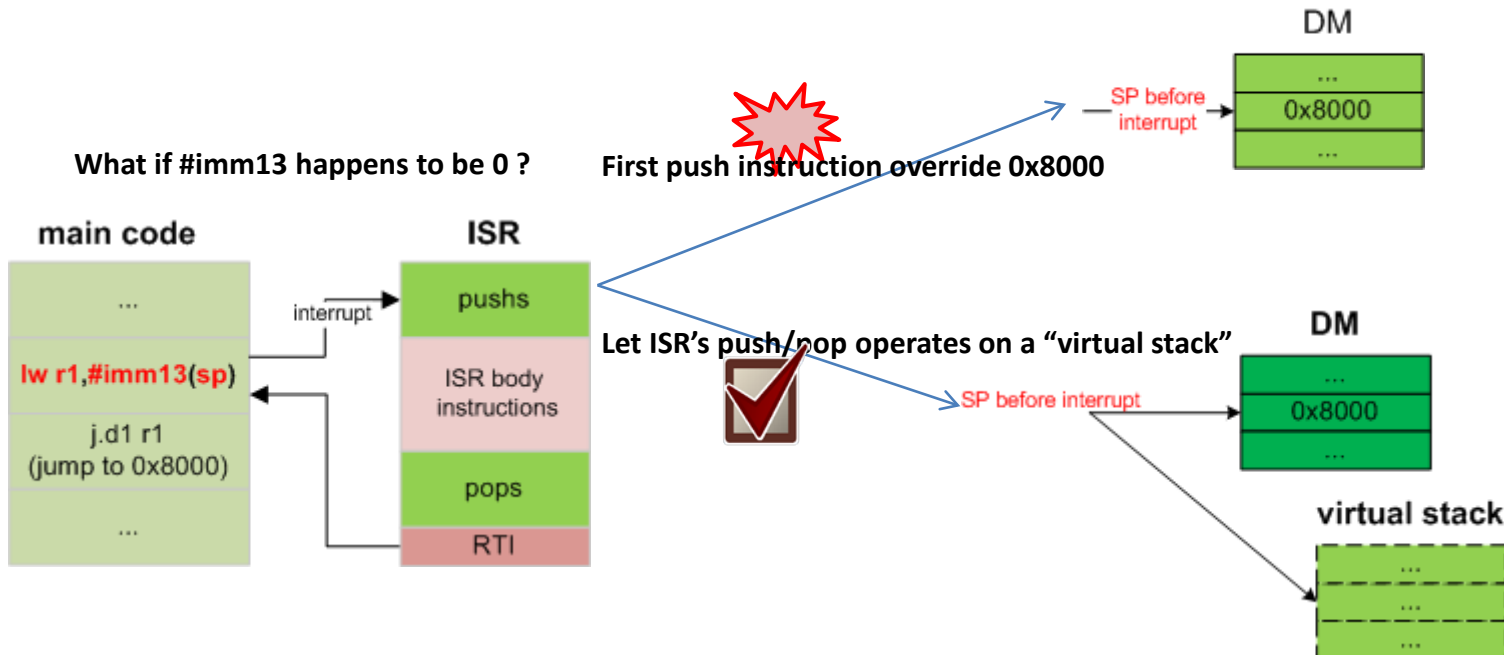 DM
...
SP before
interrupt
0x8000
...
What if #imm13 happens to be 0 ?
First push instruction override 0x8000
main code
ISR
...
interrupt
pushs
lw r1,#imm13(sp)
ISR body
instructions
j.d1 r1
(jump to 0x8000)
pops
...
RTI
Let ISR’s push/pop operates on a “virtual stack”
DM
...
SP before interrupt
0x8000
...
virtual stack
...
...
...